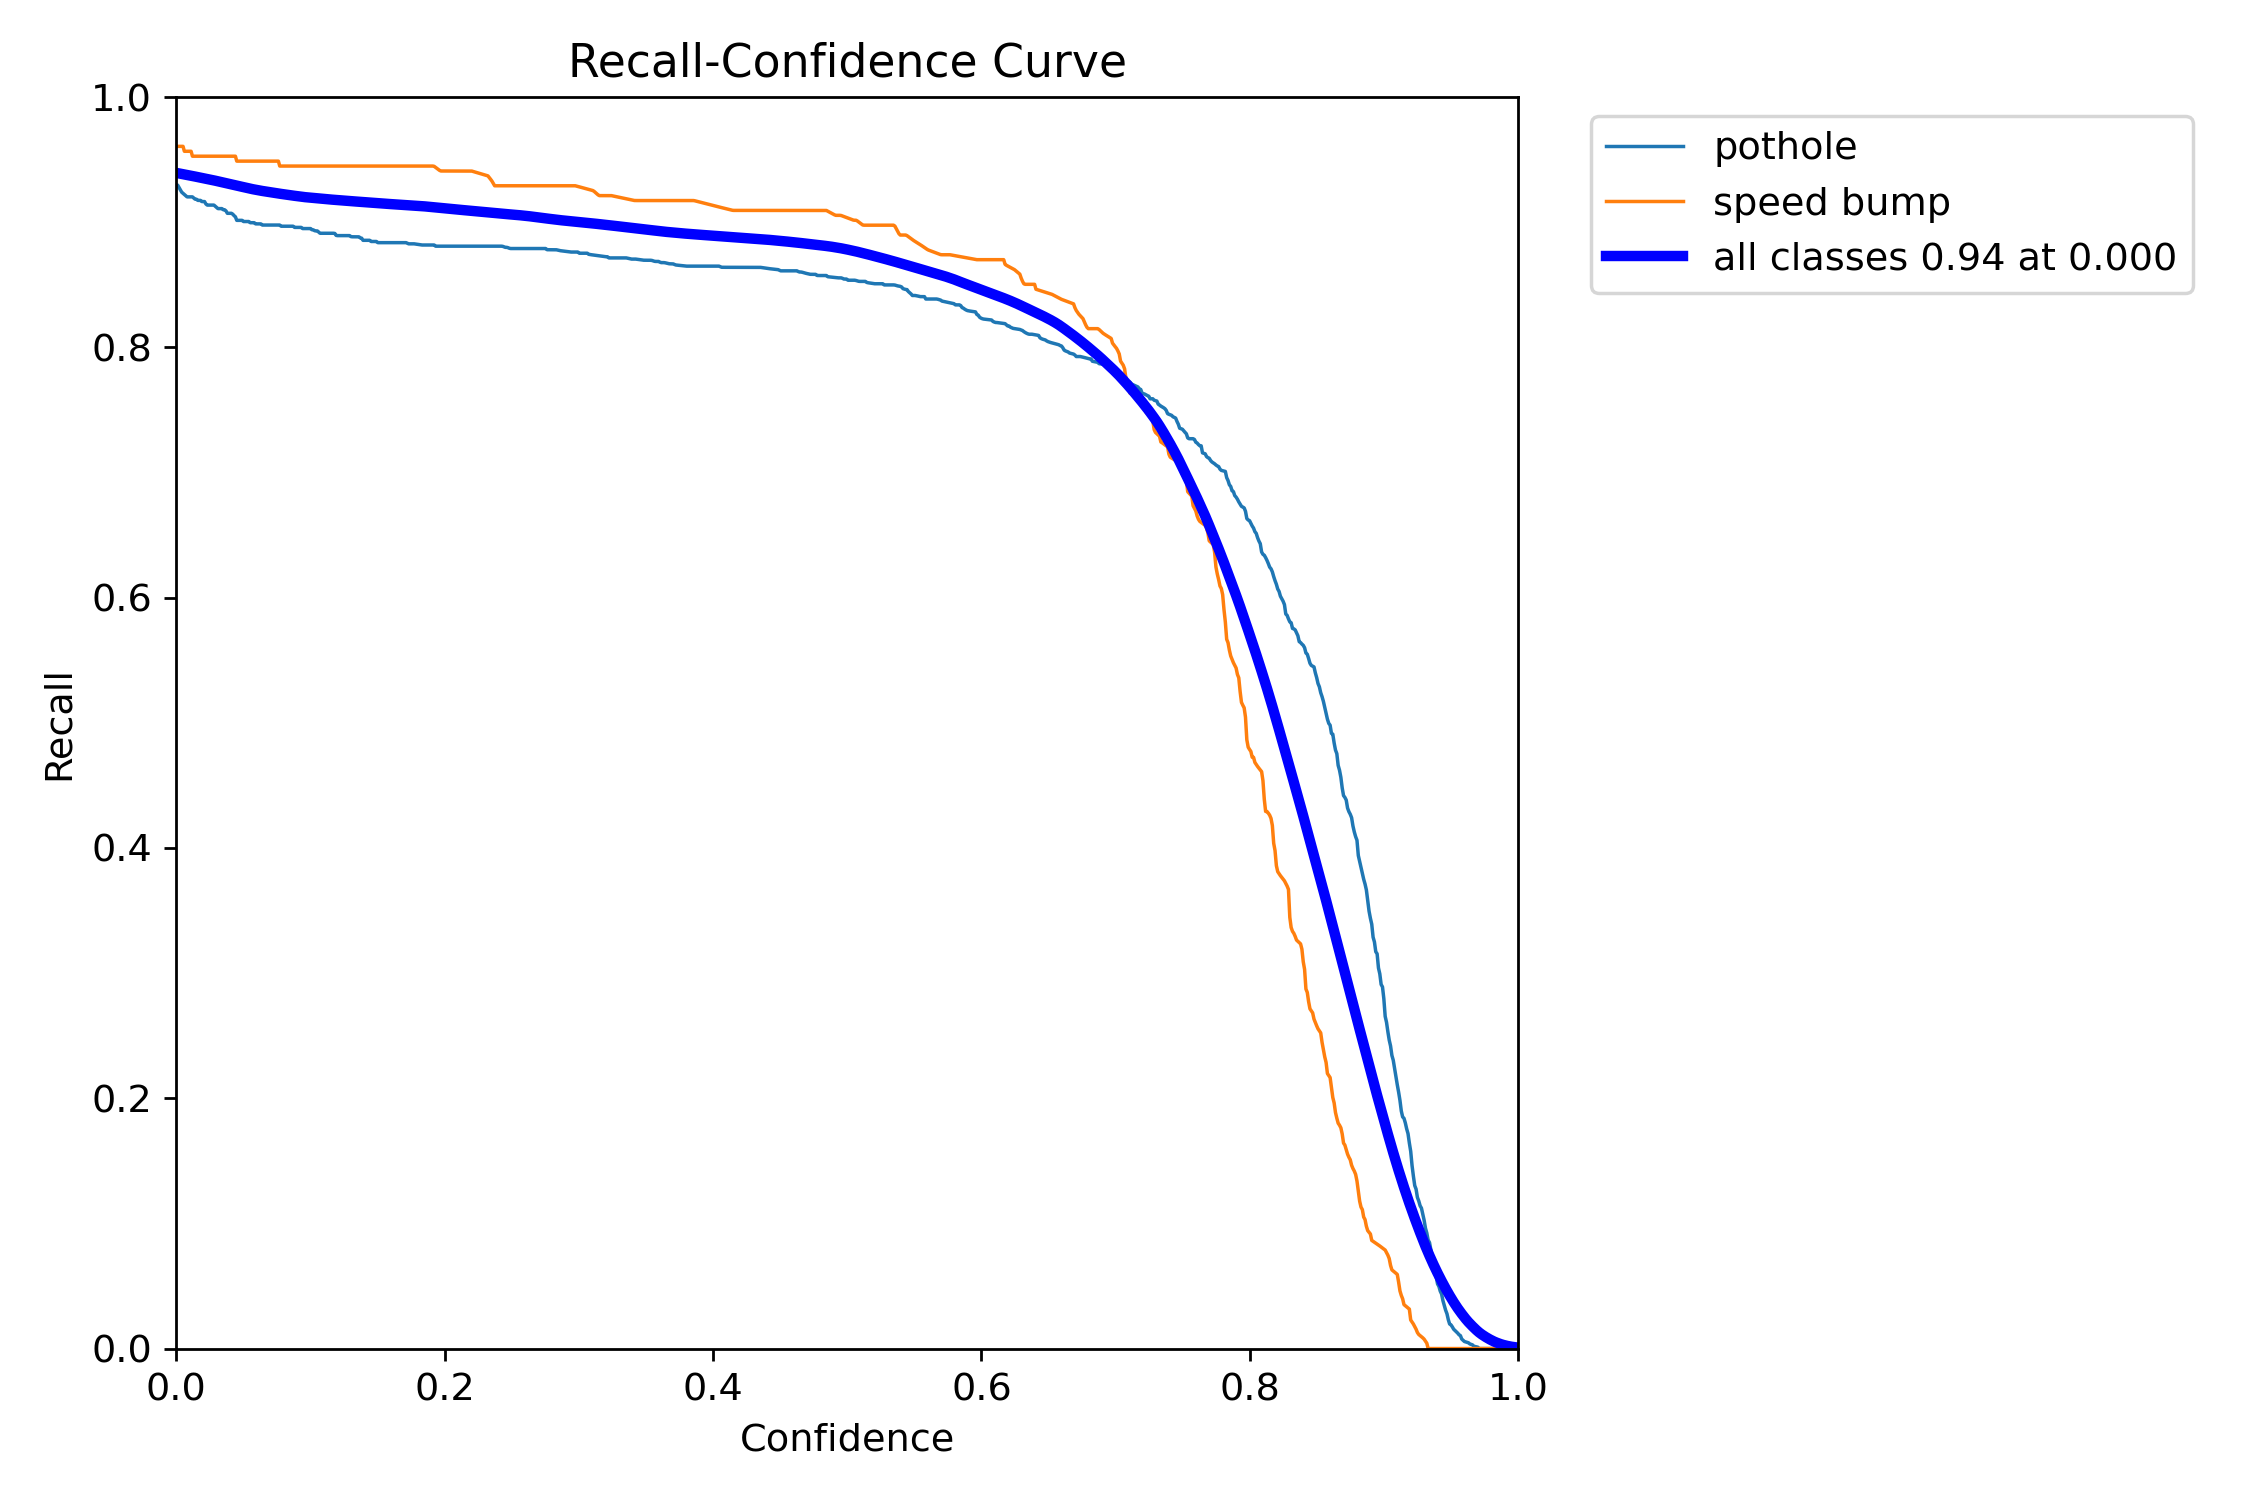 Recall-Confidence Curve
1.0
0.8
0.6
0.4
0.2
0.0
Recall
0.0 0.2 0.4 0.6 0.8 1.0
Confidence
pothole
speed bump
all classes 0.94 at 0.000